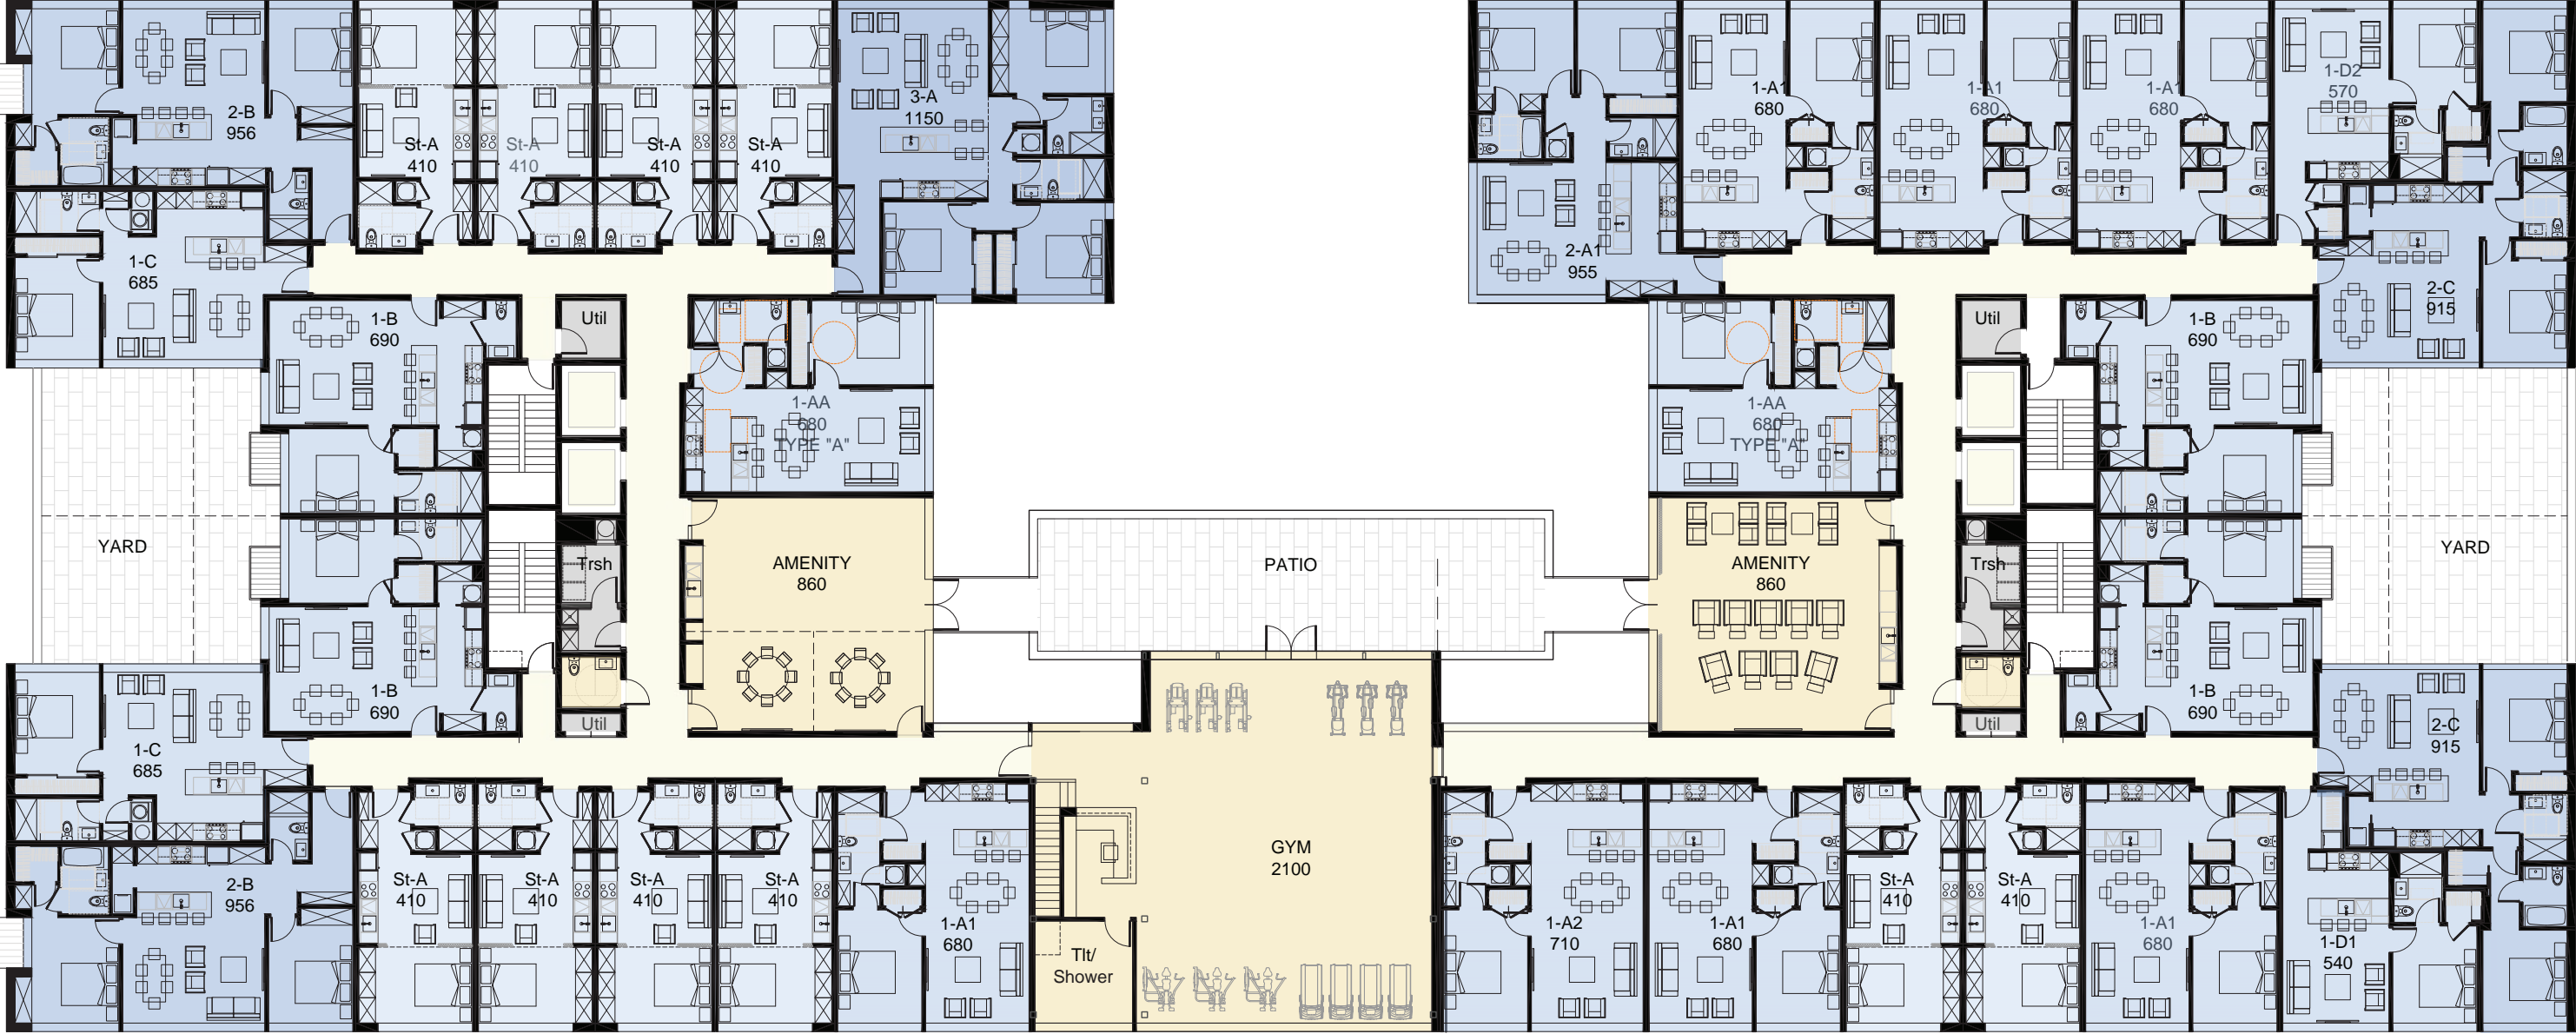 2-B
956
St-A
410
St-A
410
St-A
410
St-A
410
3-A
1150
1-A1
680
1-A1
680
1-A1
680
1-D2
570
1-C
685
2-A1
955
2-C
915
1-B
690
Util
Util
1-B
690
1-AA
680
TYPE "A"
1-AA
680
TYPE "A"
YARD
Trsh
AMENITY
860
PATIO
AMENITY
860
Trsh
YARD
1-B
690
Util
Util
1-B
690
1-C
685
2-C
915
2-B
956
St-A
410
St-A
410
St-A
410
St-A
410
1-A1
680
GYM
2100
Tlt/
Shower
1-A2
710
1-A1
680
St-A
410
St-A
410
1-A1
680
1-D1
540